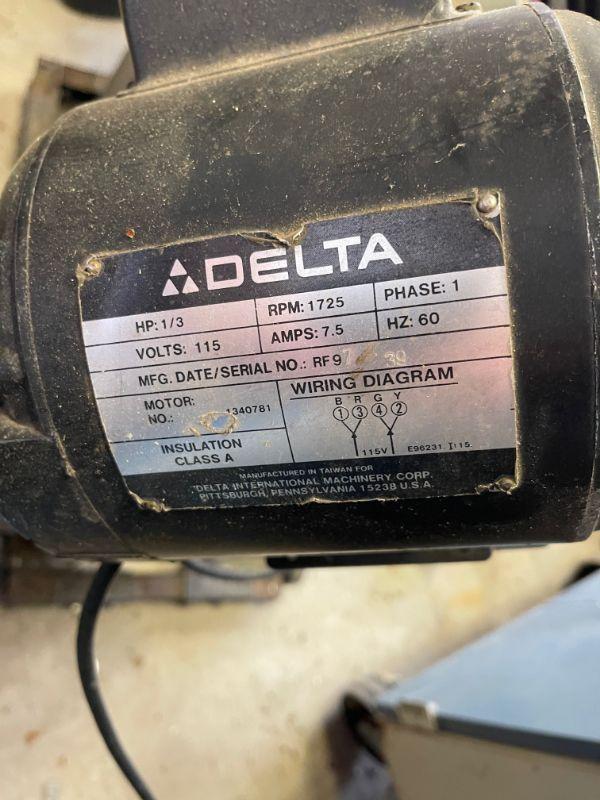 DELTA
HP: 1/3 RPM: 1725 PHASE: 1
VOLTS: 115 AMPS: 7.5 HZ: 60
MFG. DATE/SERIAL NO.: RF9
MOTOR NO.: 1340781
WIRING DIAGRAM
B R G Y
1 3 4 2
115V E96231
INSULATION
CLASS A
MANUFACTURED IN TAIWAN FOR
DELTA INTERNATIONAL MACHINERY CORP.
PITTSBURGH, PENNSYLVANIA 15238 U.S.A.